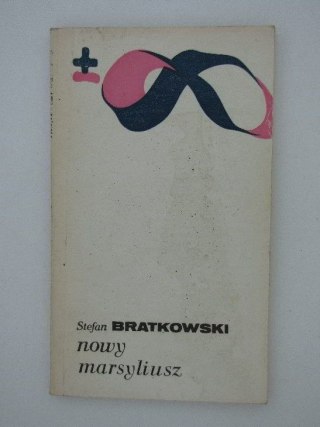 ±
Stefan BRATKOWSKI
nowy
marsyliusz